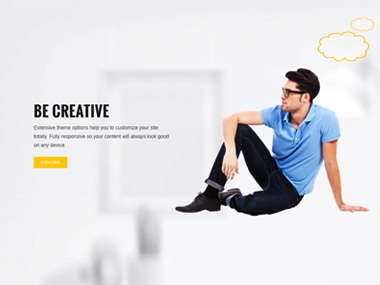 BE CREATIVE
Extensive theme options help you to customize your site
totally. Fully responsive so your content will always look good
on any device.
EXPLORE